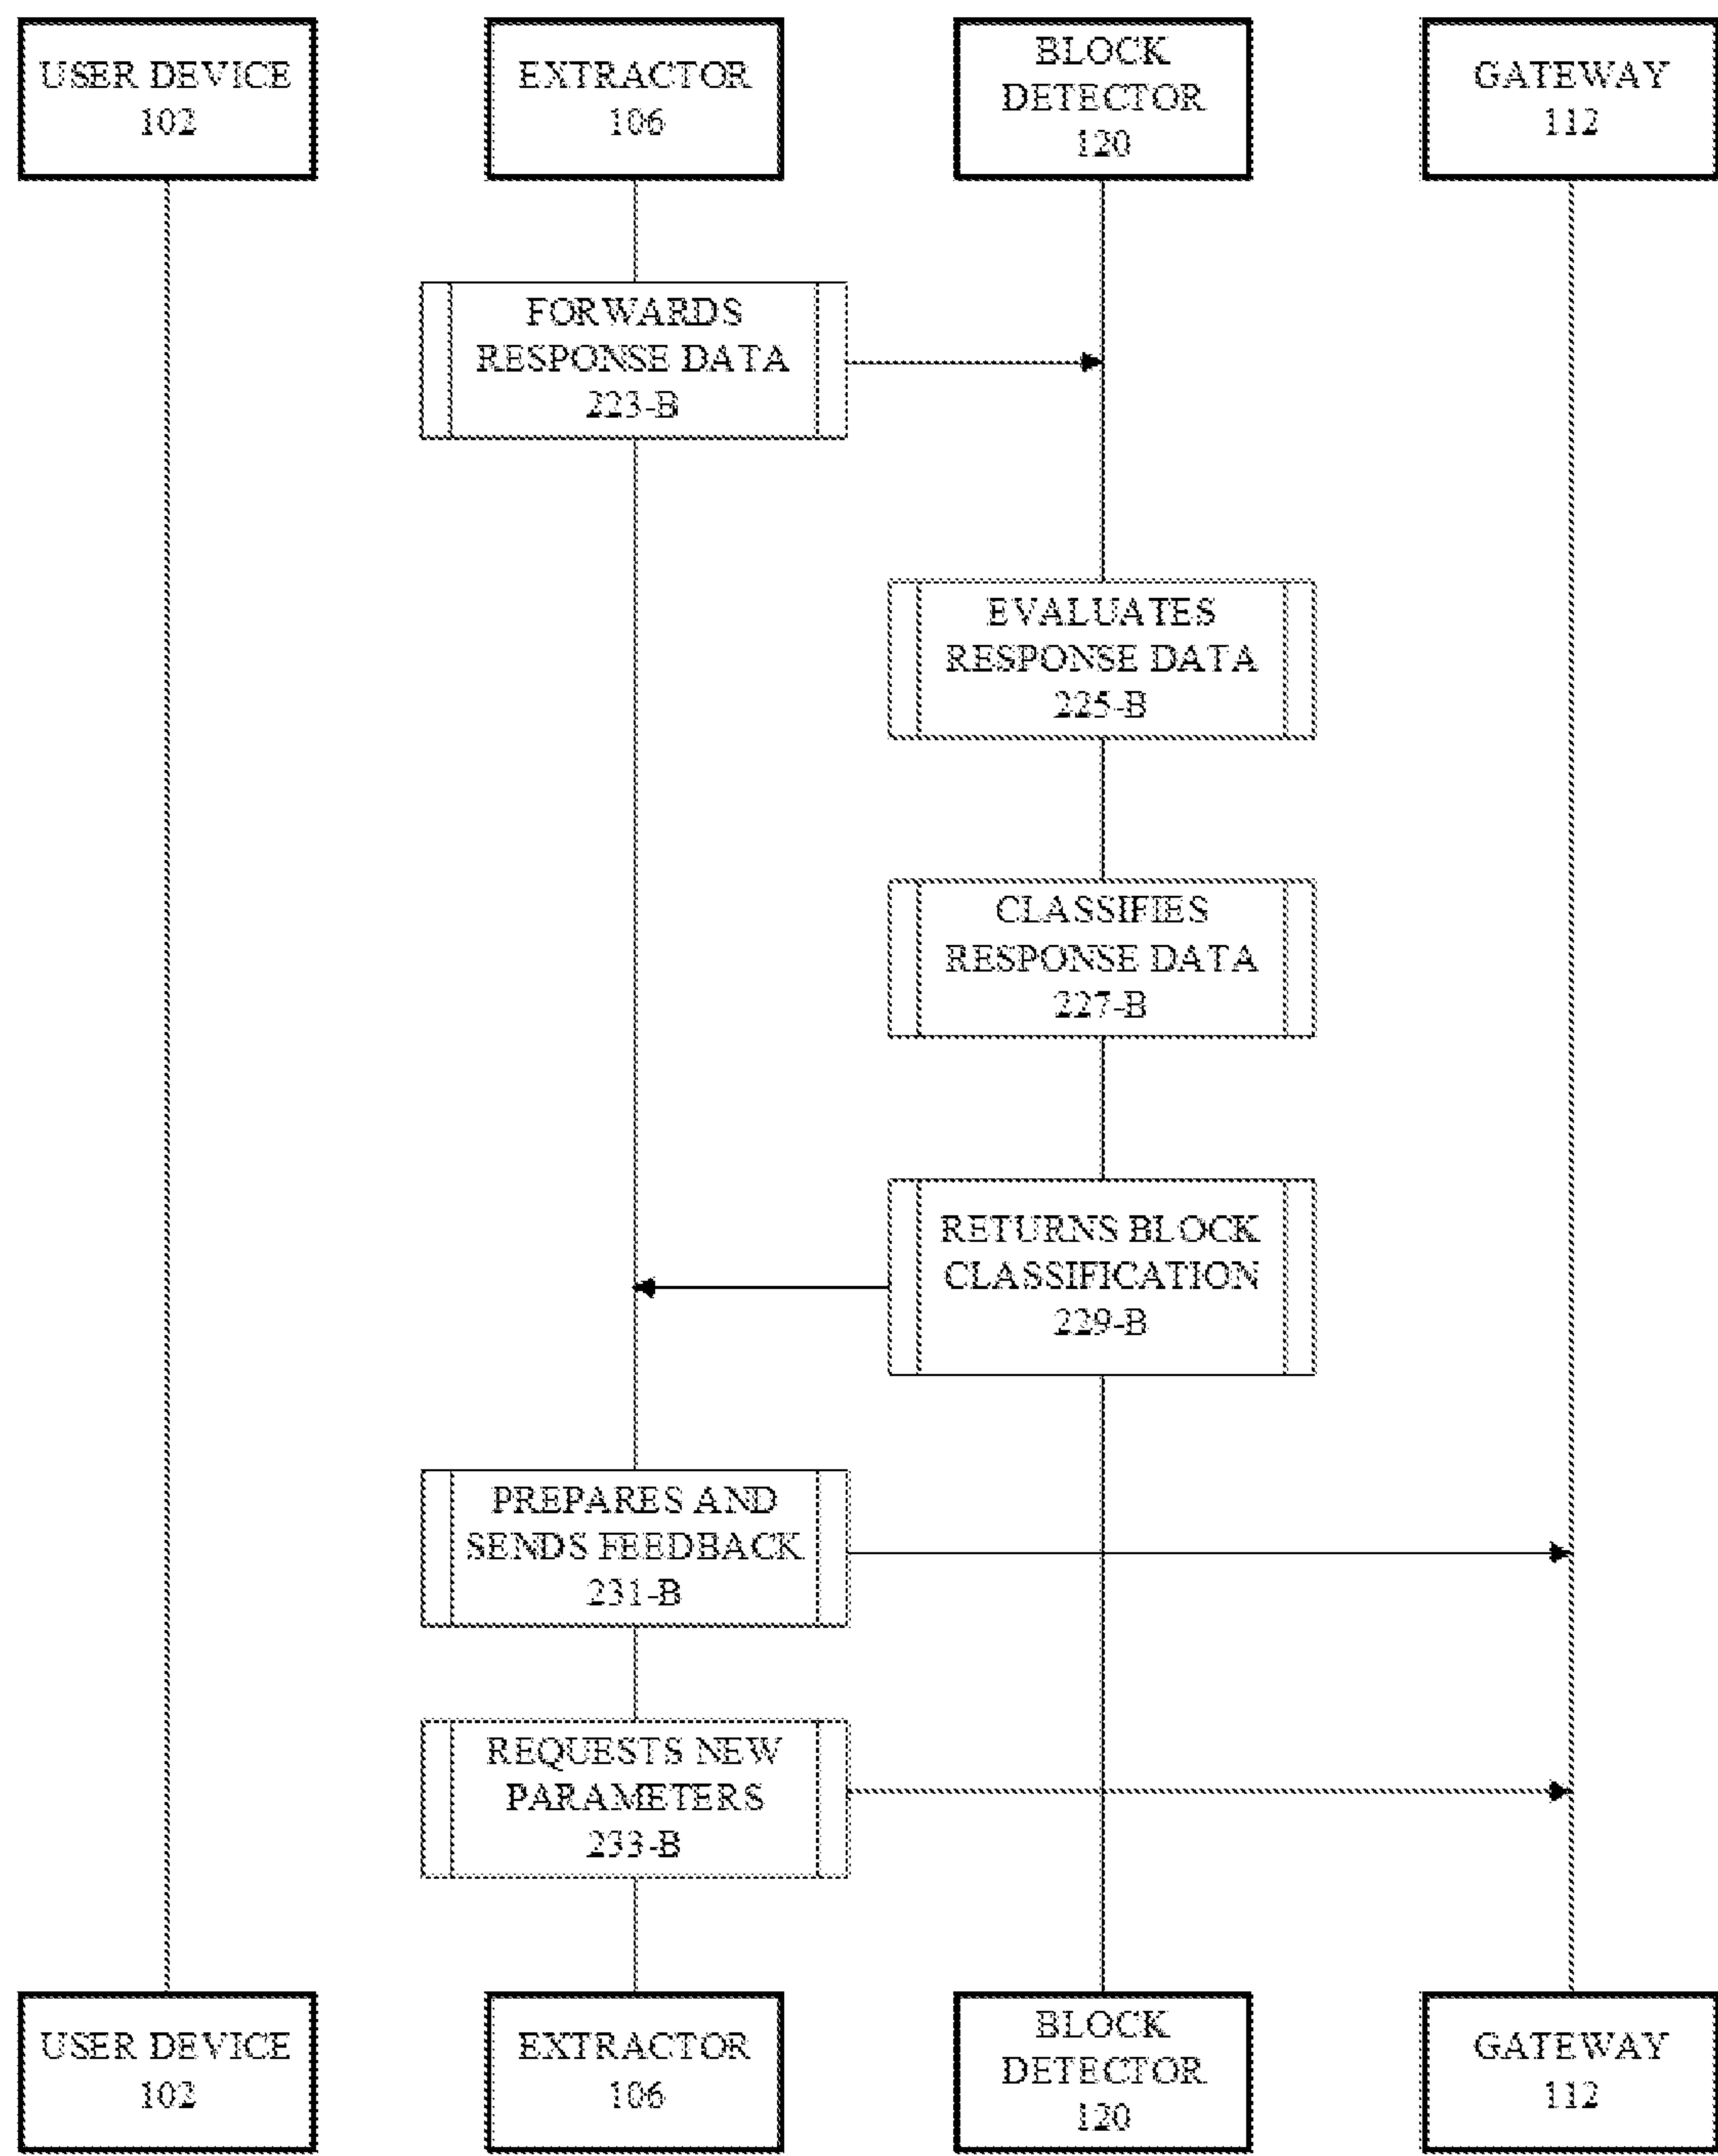 USER DEVICE
102
EXTRACTOR
106
BLOCK
DETECTOR
120
GATEWAY
112
FORWARDS
RESPONSE DATA
223-B
EVALUATES
RESPONSE DATA
225-B
CLASSIFIES
RESPONSE DATA
227-B
RETURNS BLOCK
CLASSIFICATION
229-B
PREPARES AND
SENDS FEEDBACK
231-B
REQUESTS NEW
PARAMETERS
233-B
USER DEVICE
102
EXTRACTOR
106
BLOCK
DETECTOR
120
GATEWAY
112